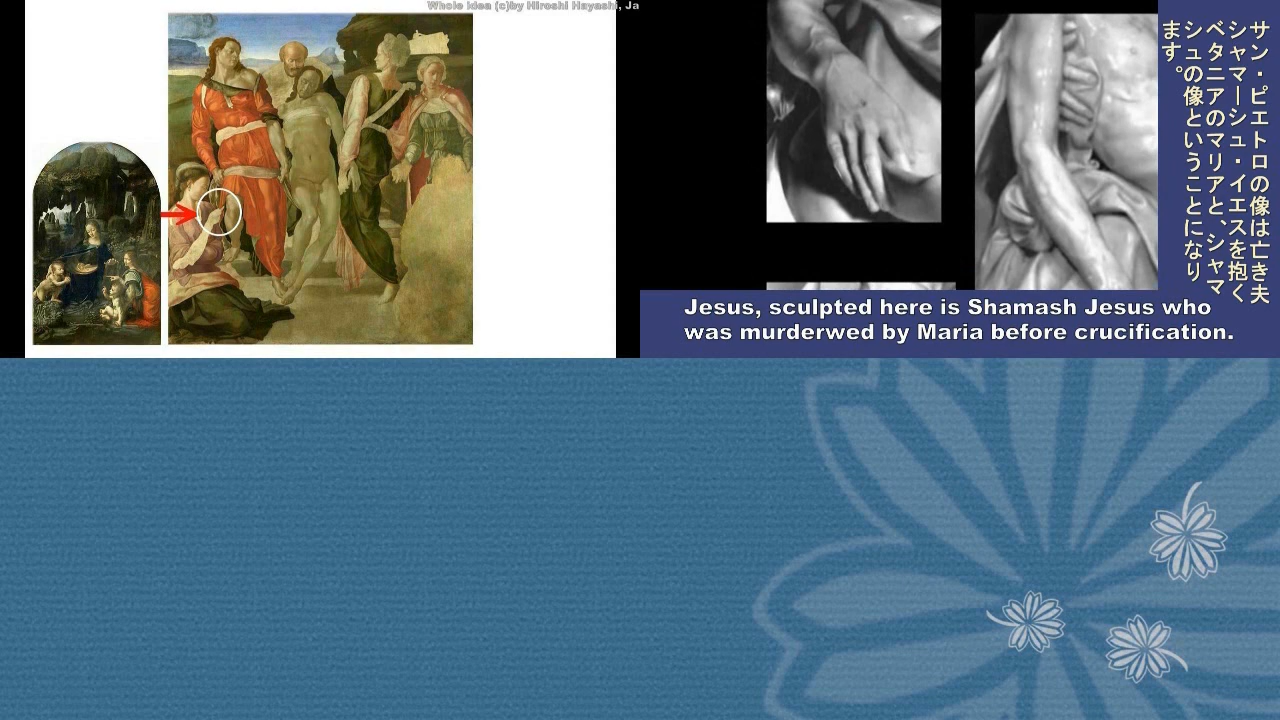 Whole Idea (c)by Hiroshi Hayashi, Ja
サン・ピエトロの像は亡き夫
シャマーシュ・イエスを抱く
ベタニアのマリアと、シャマ
シュの像ということになり
ます。
Jesus, sculpted here is Shamash Jesus who
was murderwed by Maria before crucification.